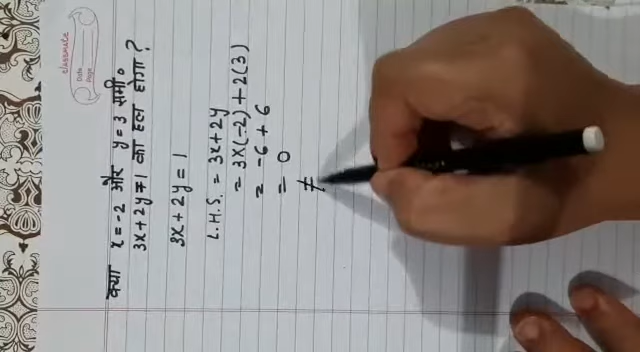 classmate
Date
Page
क्या x = -2 और y = 3 समी०
3x + 2y = 1 का हल होगा ?
3x + 2y = 1
L.H.S. = 3x + 2y
= 3x(-2) + 2(3)
= -6 + 6
= 0
≠